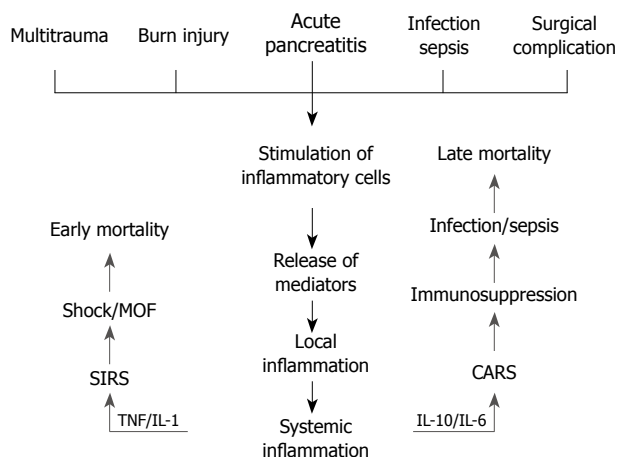 Multitrauma
Burn injury
Acute
pancreatitis
Infection
sepsis
Surgical
complication
Stimulation of
inflammatory cells
Release of
mediators
Local
inflammation
Systemic
inflammation
Early mortality
Shock/MOF
SIRS
TNF/IL-1
Late mortality
Infection/sepsis
Immunosuppression
CARS
IL-10/IL-6